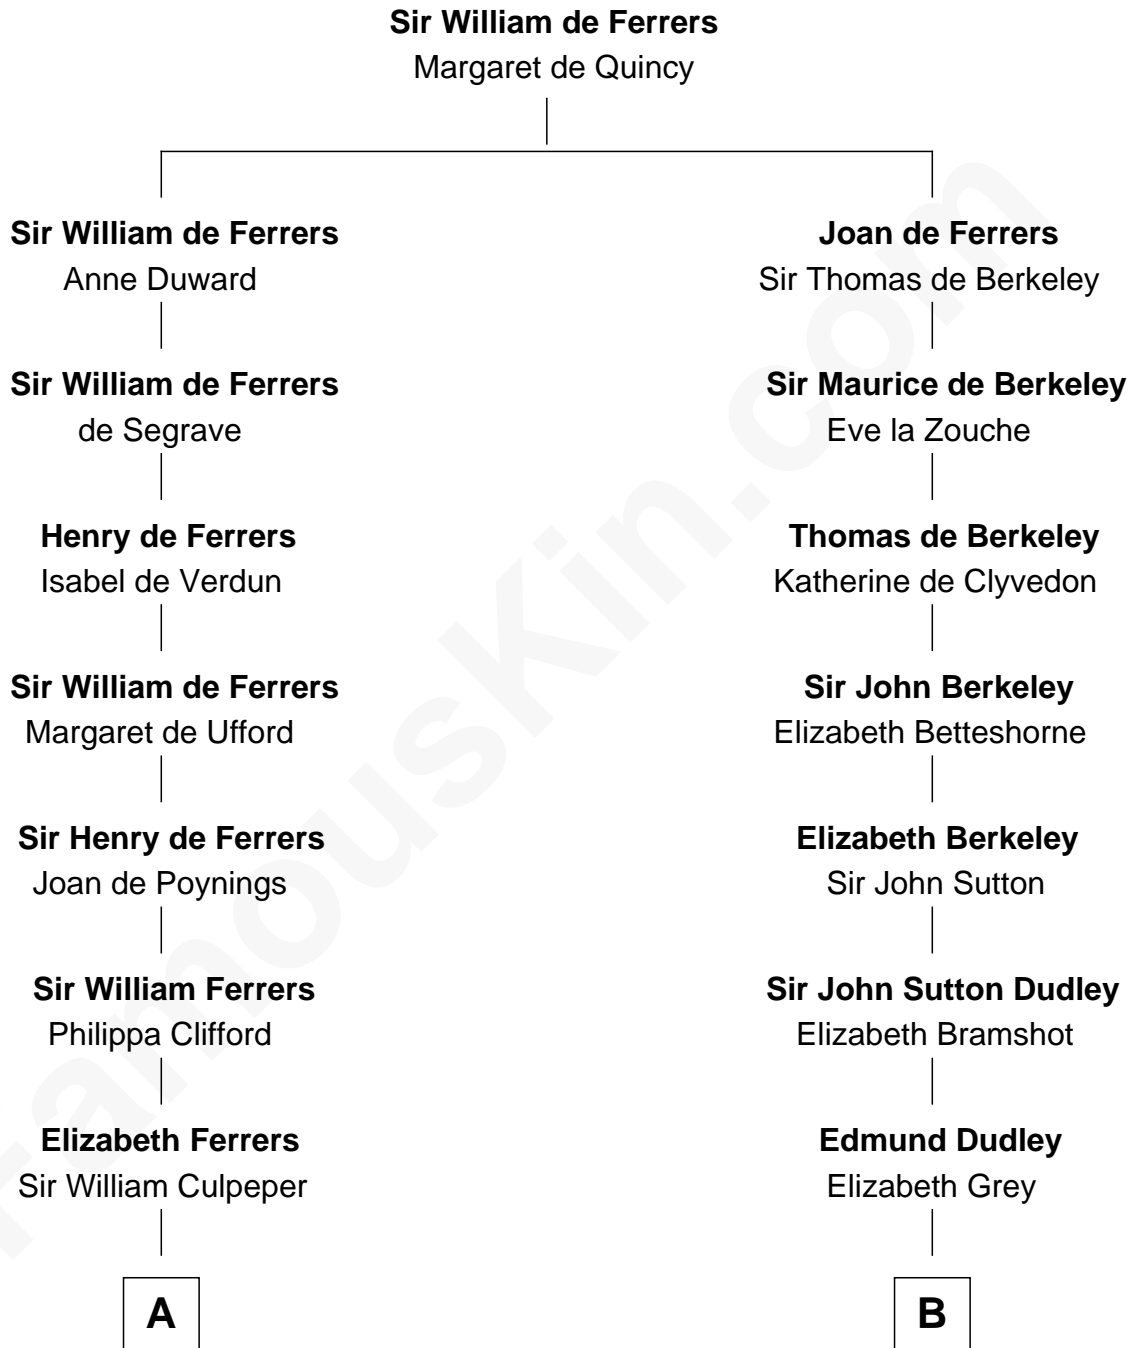 Sir William de Ferrers
Margaret de Quincy
Sir William de Ferrers
Anne Duward
Sir William de Ferrers
de Segrave
Henry de Ferrers
Isabel de Verdun
Sir William de Ferrers
Margaret de Ufford
Sir Henry de Ferrers
Joan de Poynings
Sir William Ferrers
Philippa Clifford
Elizabeth Ferrers
Sir William Culpeper
A
Joan de Ferrers
Sir Thomas de Berkeley
Sir Maurice de Berkeley
Eve la Zouche
Thomas de Berkeley
Katherine de Clyvedon
Sir John Berkeley
Elizabeth Betteshorne
Elizabeth Berkeley
Sir John Sutton
Sir John Sutton Dudley
Elizabeth Bramshot
Edmund Dudley
Elizabeth Grey
B
FamousKin.com